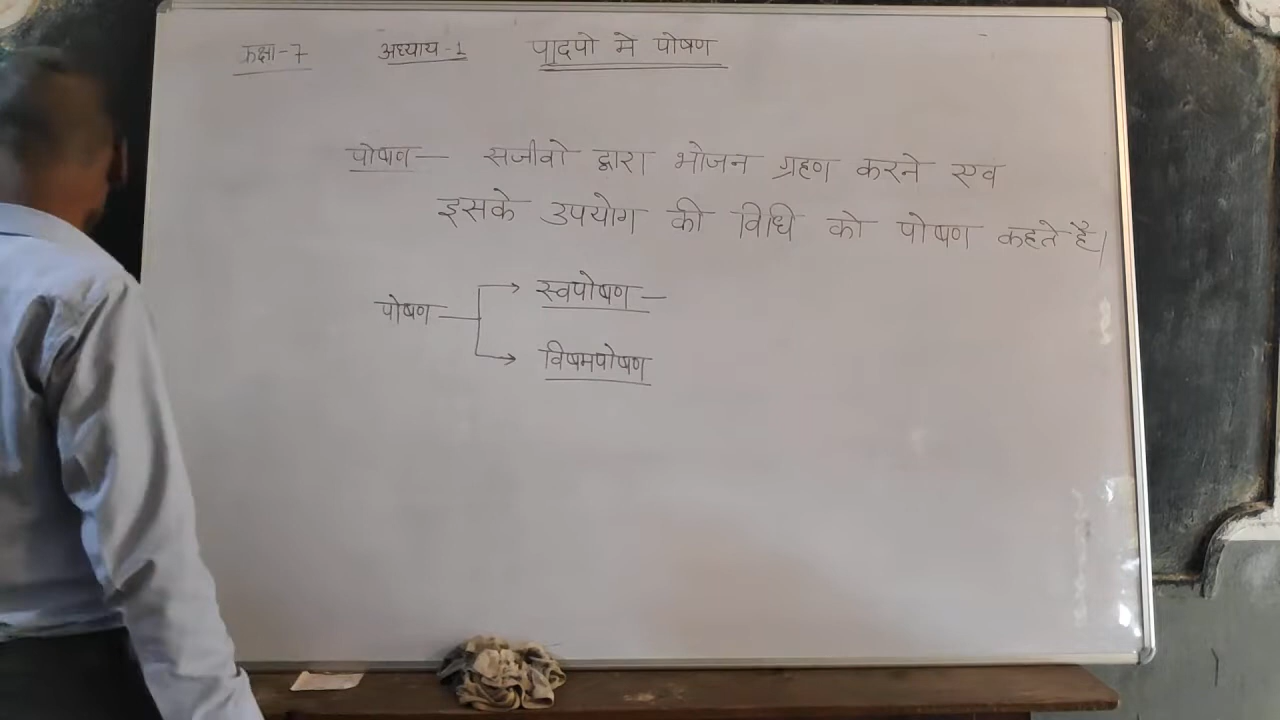 कक्षा-7 अध्याय-1 पादपो मे पोषण
पोषण— सजीवो द्वारा भोजन ग्रहण करने एव
इसके उपयोग की विधि को पोषण कहते है।
पोषण — → स्वपोषण —
→ विषमपोषण